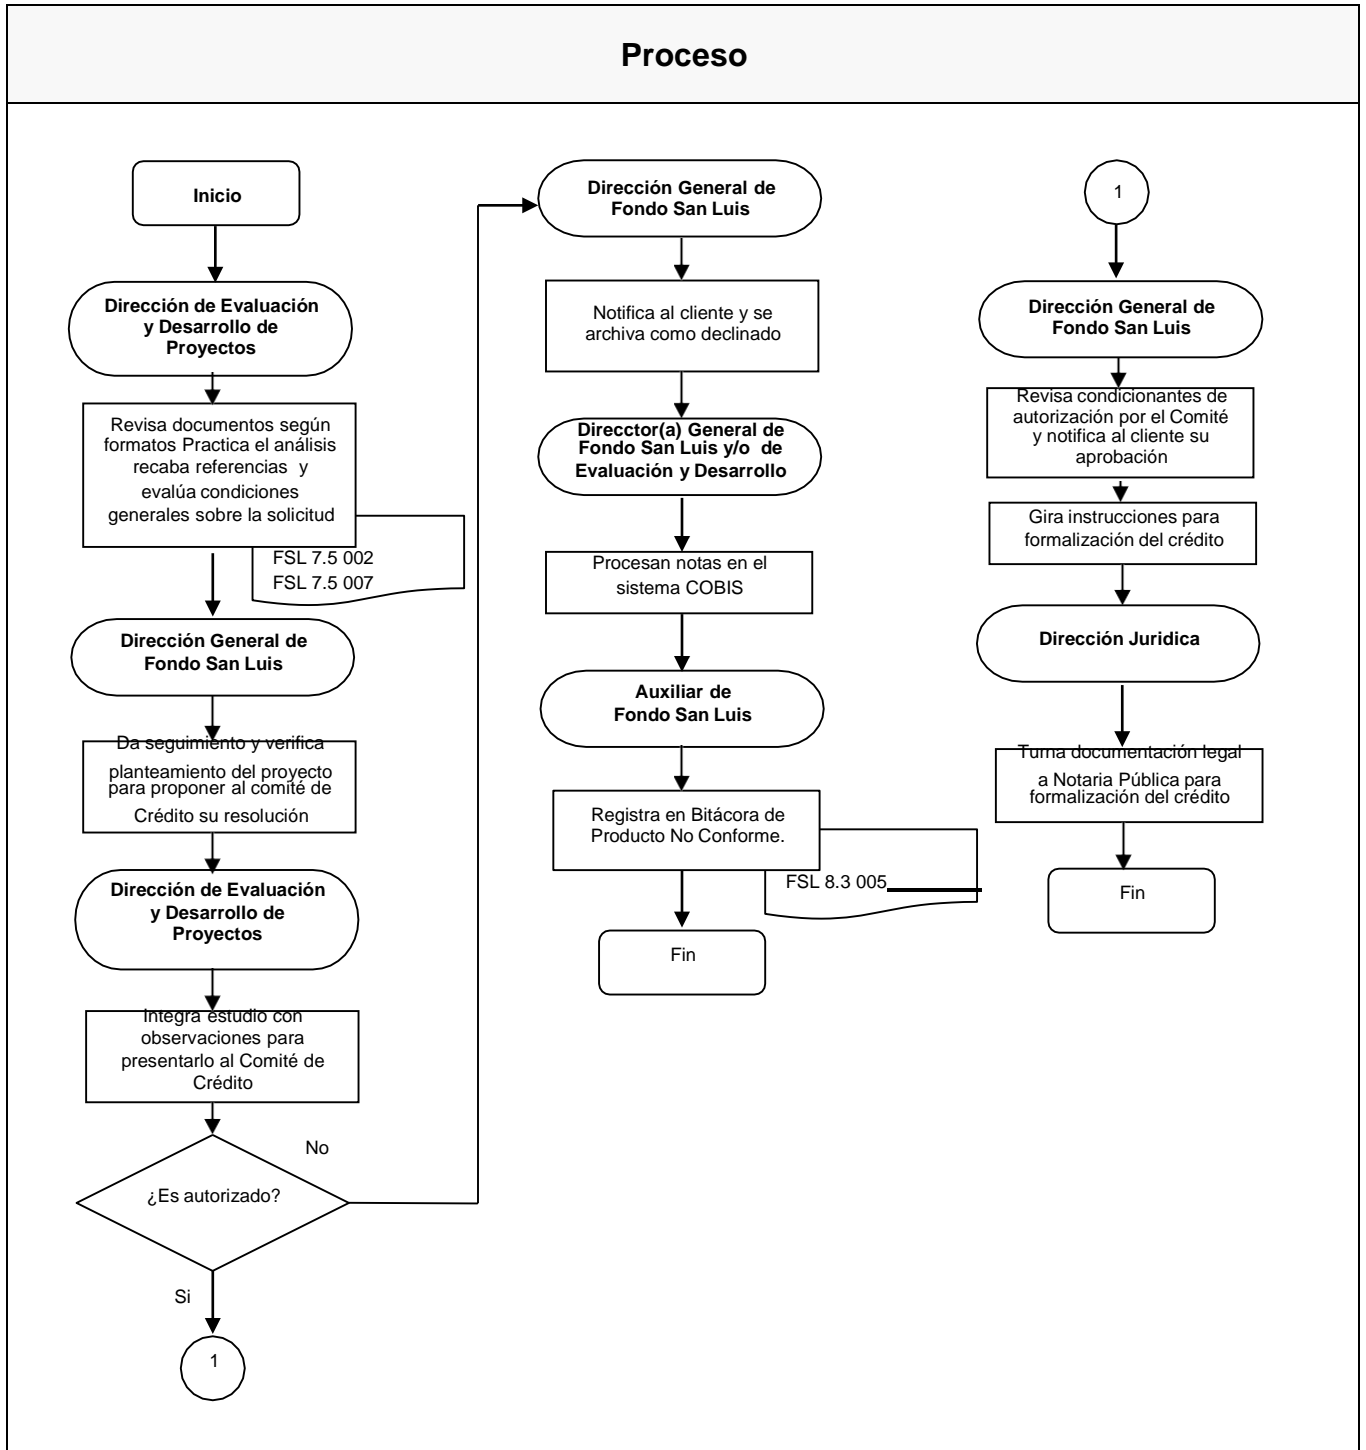 Proceso
Inicio
Dirección de Evaluación
y Desarrollo de
Proyectos
Revisa documentos según
formatos Practica el análisis
recaba referencias y
evalúa condiciones
generales sobre la solicitud
FSL 7.5 002
FSL 7.5 007
Dirección General de
Fondo San Luis
Da seguimiento y verifica
planteamiento del proyecto
para proponer al comité de
Crédito su resolución
Dirección de Evaluación
y Desarrollo de
Proyectos
Integra estudio con
observaciones para
presentarlo al Comité de
Crédito
No
¿Es autorizado?
Si
1
Dirección General de
Fondo San Luis
Notifica al cliente y se
archiva como declinado
Direcctor(a) General de
Fondo San Luis y/o de
Evaluación y Desarrollo
Procesan notas en el
sistema COBIS
Auxiliar de
Fondo San Luis
Registra en Bitácora de
Producto No Conforme.
FSL 8.3 005
Fin
1
Dirección General de
Fondo San Luis
Revisa condicionantes de
autorización por el Comité
y notifica al cliente su
aprobación
Gira instrucciones para
formalización del crédito
Dirección Juridica
Turna documentación legal
a Notaria Pública para
formalización del crédito
Fin